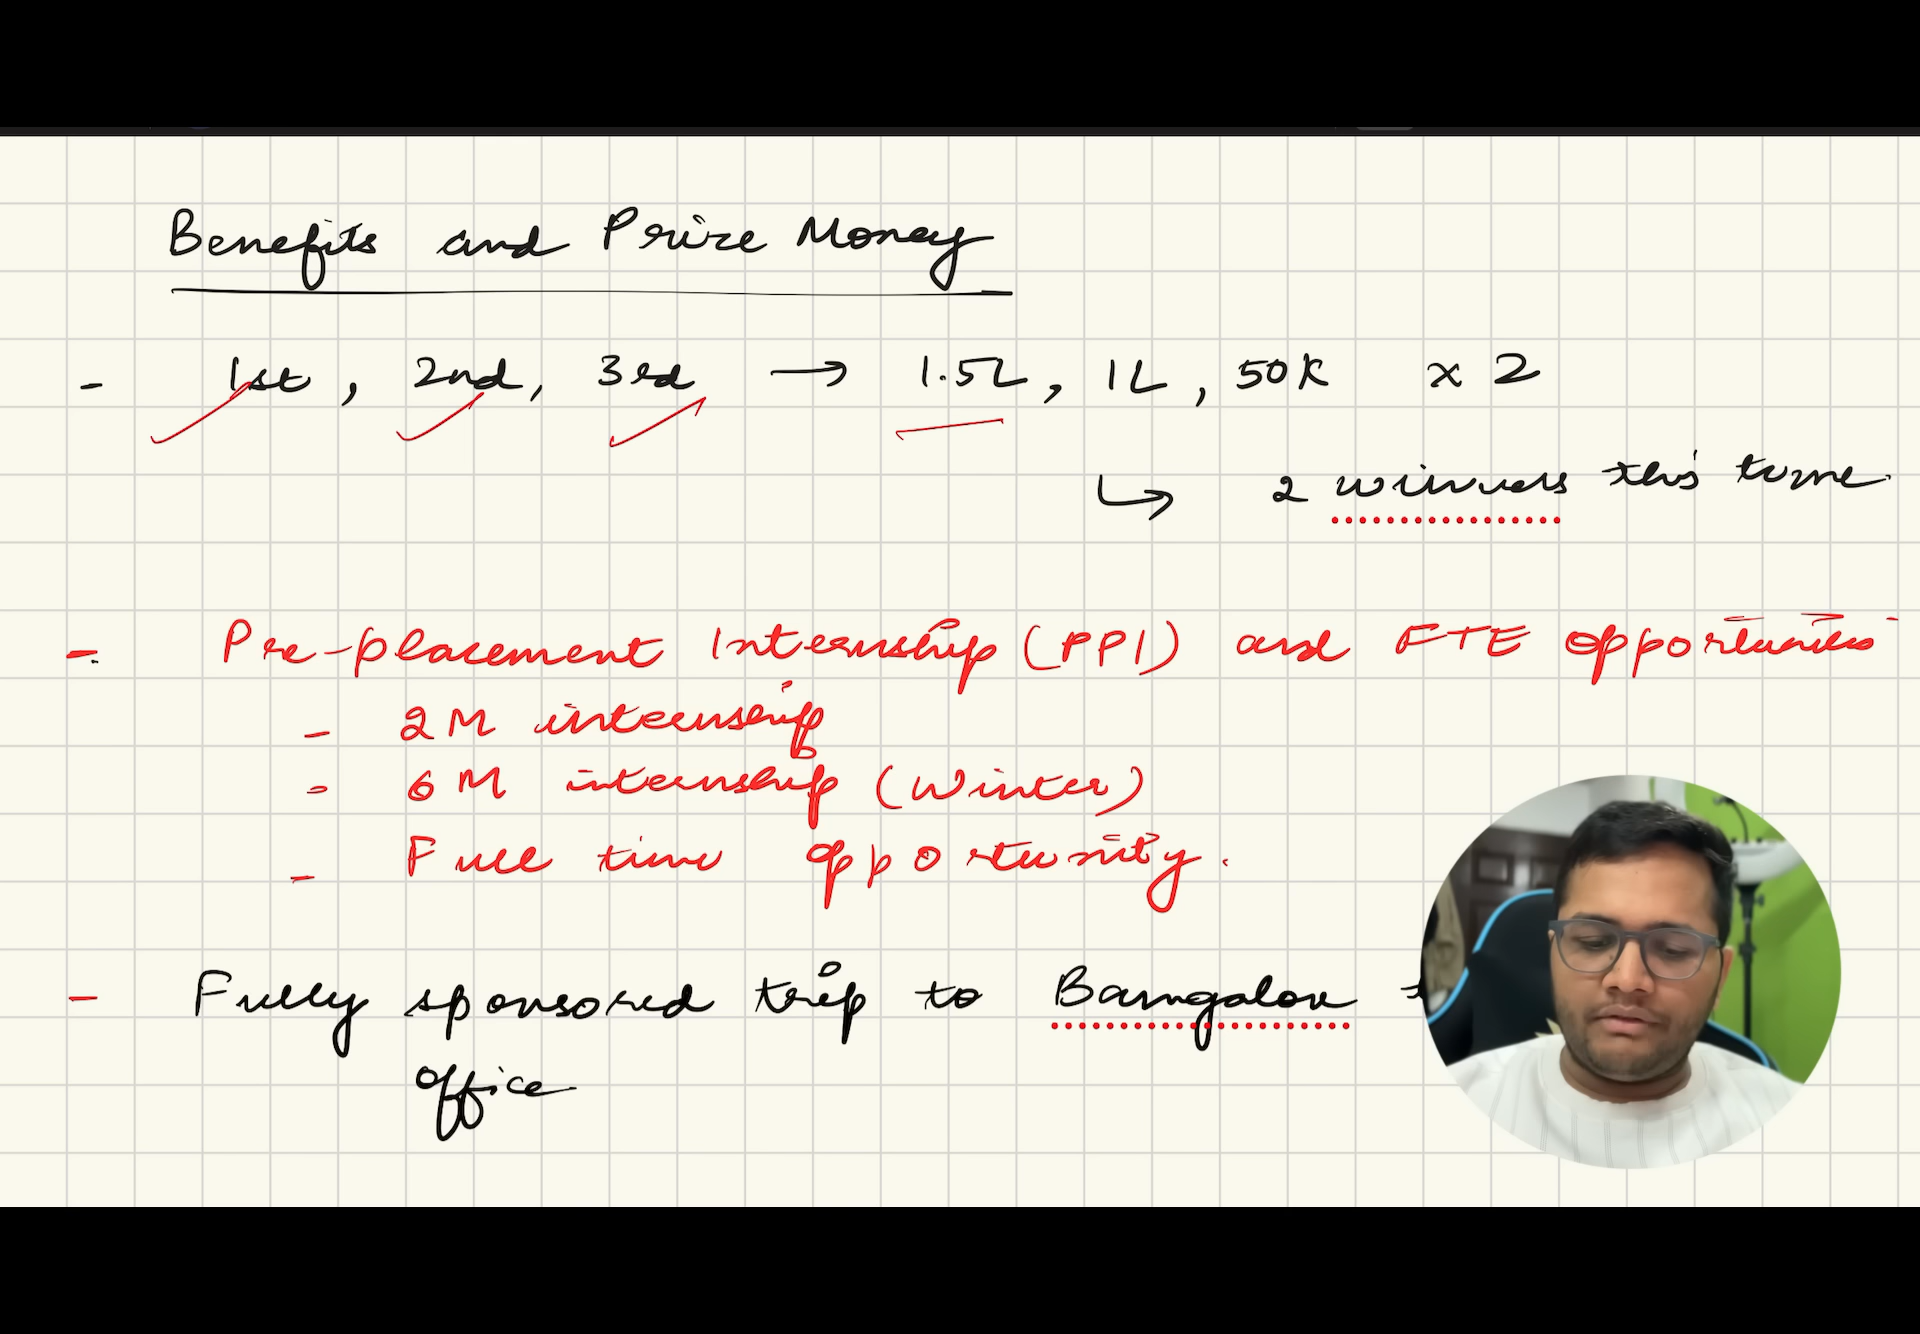 Benefits and Prize Money
- 1st, 2nd, 3rd → 1.5L, 1L, 50K x 2
↳ 2 winners this time
- Pre-placement Internship (PPI) and FTE opportunities
- 2M internship
- 6M internship (Winter)
- Full time opportunity.
- Fully sponsored trip to Bangalore
office